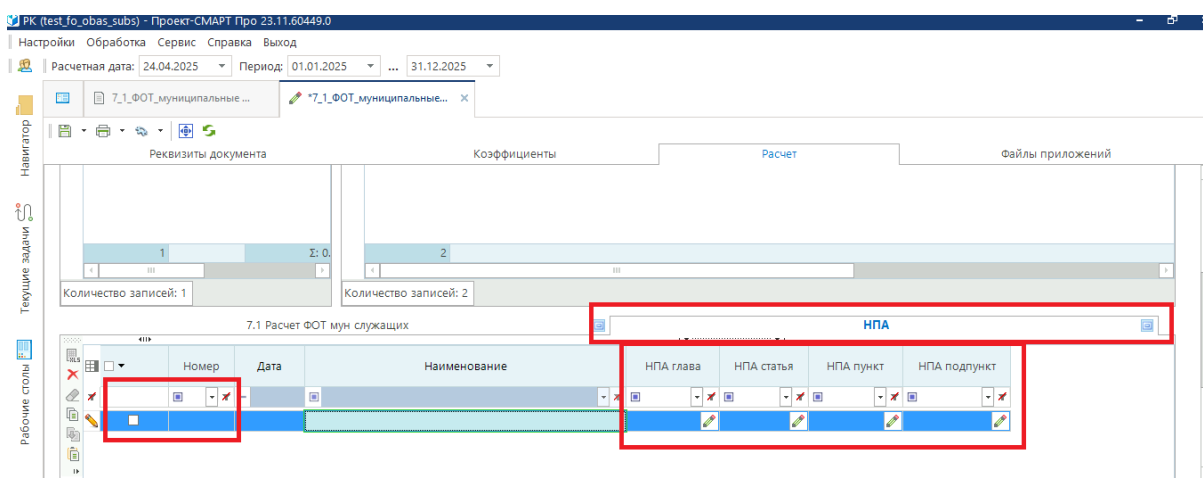 РК (test_fo_obas_subs) - Проект-СМАРТ Про 23.11.60449.0
Настройки Обработка Сервис Справка Выход
Расчетная дата: 24.04.2025 Период: 01.01.2025 ... 31.12.2025
7_1_ФОТ_муниципальные ... *7_1_ФОТ_муниципальные...
Реквизиты документа Коэффициенты Расчет Файлы приложений
Навигатор
Текущие задачи
Рабочие столы
1 Σ: 0. 2
Количество записей: 1 Количество записей: 2
7.1 Расчет ФОТ мун служащих НПА
Номер Дата Наименование НПА глава НПА статья НПА пункт НПА подпункт